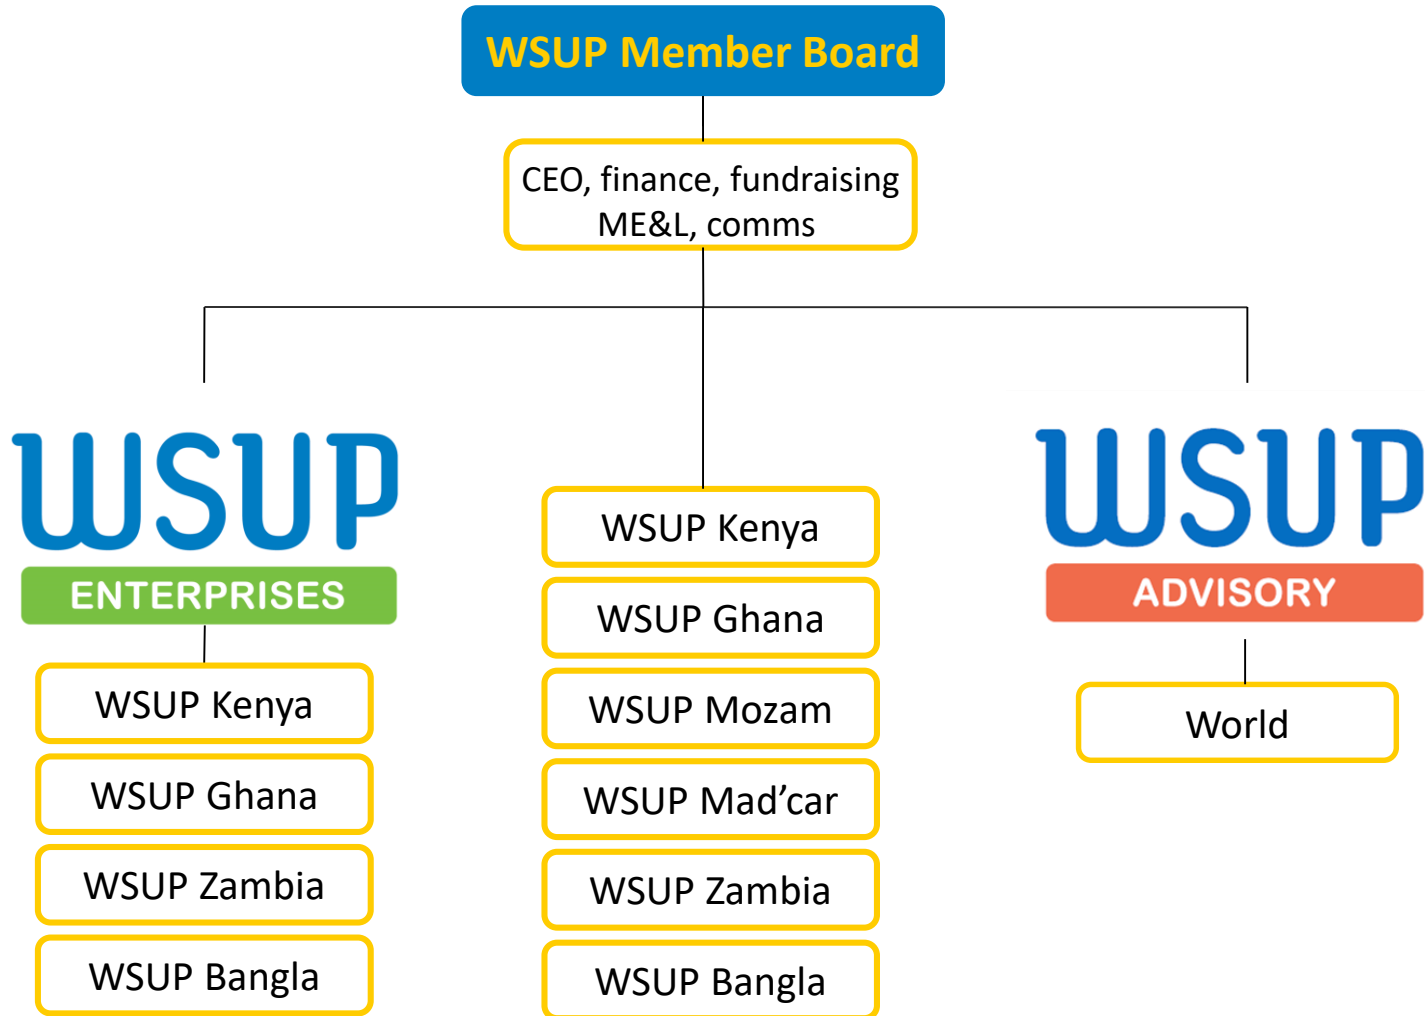 WSUP Member Board
CEO, finance, fundraising
ME&L, comms
WSUP
ENTERPRISES
WSUP Kenya
WSUP Ghana
WSUP Zambia
WSUP Bangla
WSUP Kenya
WSUP Ghana
WSUP Mozam
WSUP Mad’car
WSUP Zambia
WSUP Bangla
WSUP
ADVISORY
World